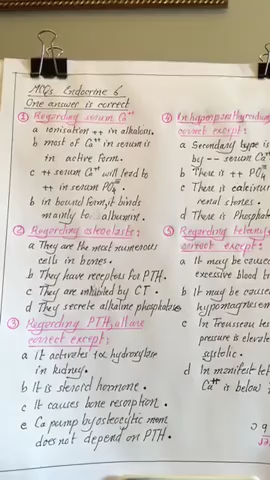 MCQs Endocrine 6
One answer is correct
① Regarding serum Ca⁺⁺
a ionisation ++ in alkalosis.
b most of Ca⁺⁺ in serum is
in active form.
c ++ serum Ca⁺⁺ will lead to
++ in serum PO₄⁼
b in bound form, it binds
mainly to albumin.
② Regarding osteoclasts:
a They are the most numerous
cells in bones.
b They have receptors for PTH.
c They are inhibited by CT.
d They secrete alkaline phosphatase
③ Regarding PTH, all are
correct except:
a It activates 1α hydroxylase
in kidney.
b It is steroid hormone.
c It causes bone resorption.
e Ca pump by osteocytic mem
does not depend on PTH.
④ In hyperparathyroidi
correct except:
a Secondary type is
by -- serum Ca⁺⁺
b There is ++ PO₄
c There is calcinu
renal stones.
d There is Phosphat
⑤ Regarding tetany
correct except:
a It may be cause
excessive blood tr
b It may be cause
hypomagnesem
c In Trousseau tes
pressure is elevate
systolic.
d In manifest tet
Ca⁺⁺ is below